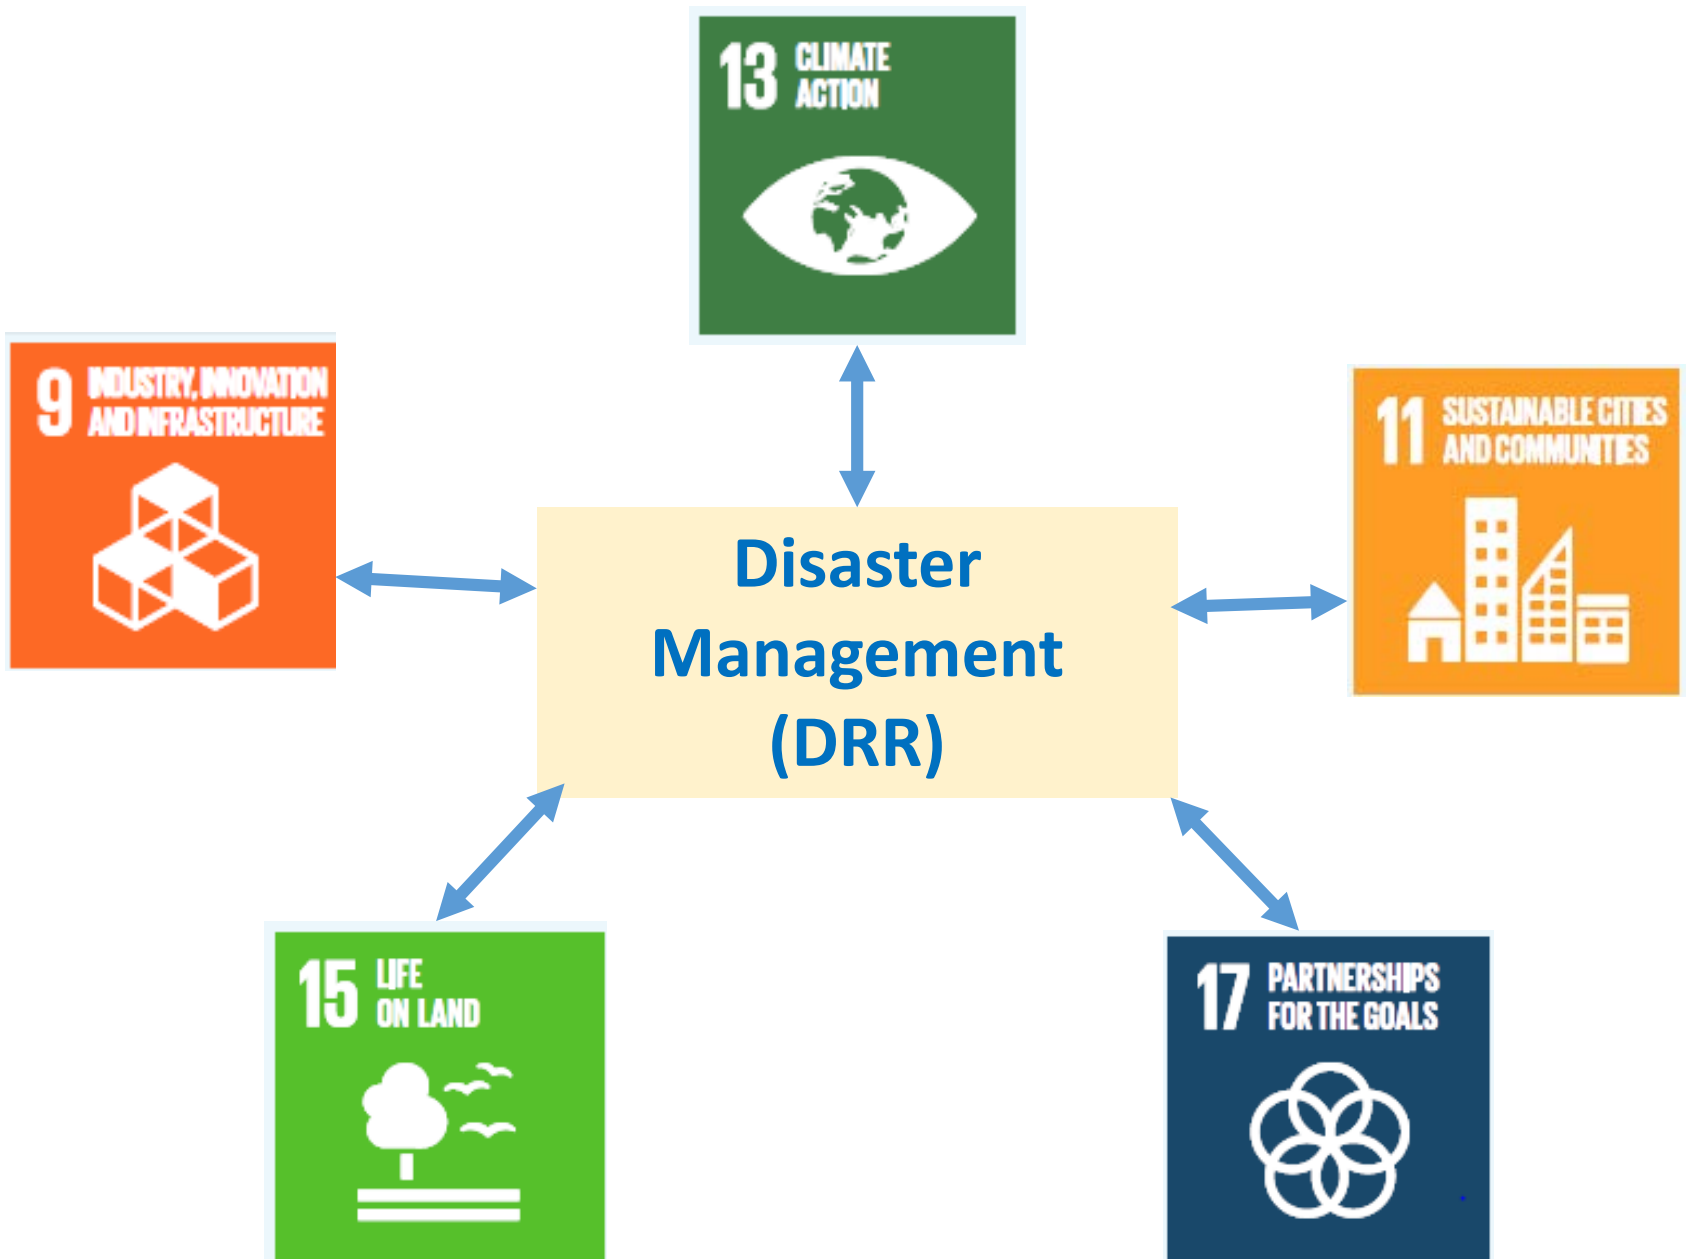 13 CLIMATE
ACTION
9 INDUSTRY, INNOVATION
AND INFRASTRUCTURE
11 SUSTAINABLE CITIES
AND COMMUNITIES
Disaster
Management
(DRR)
15 LIFE
ON LAND
17 PARTNERSHIPS
FOR THE GOALS